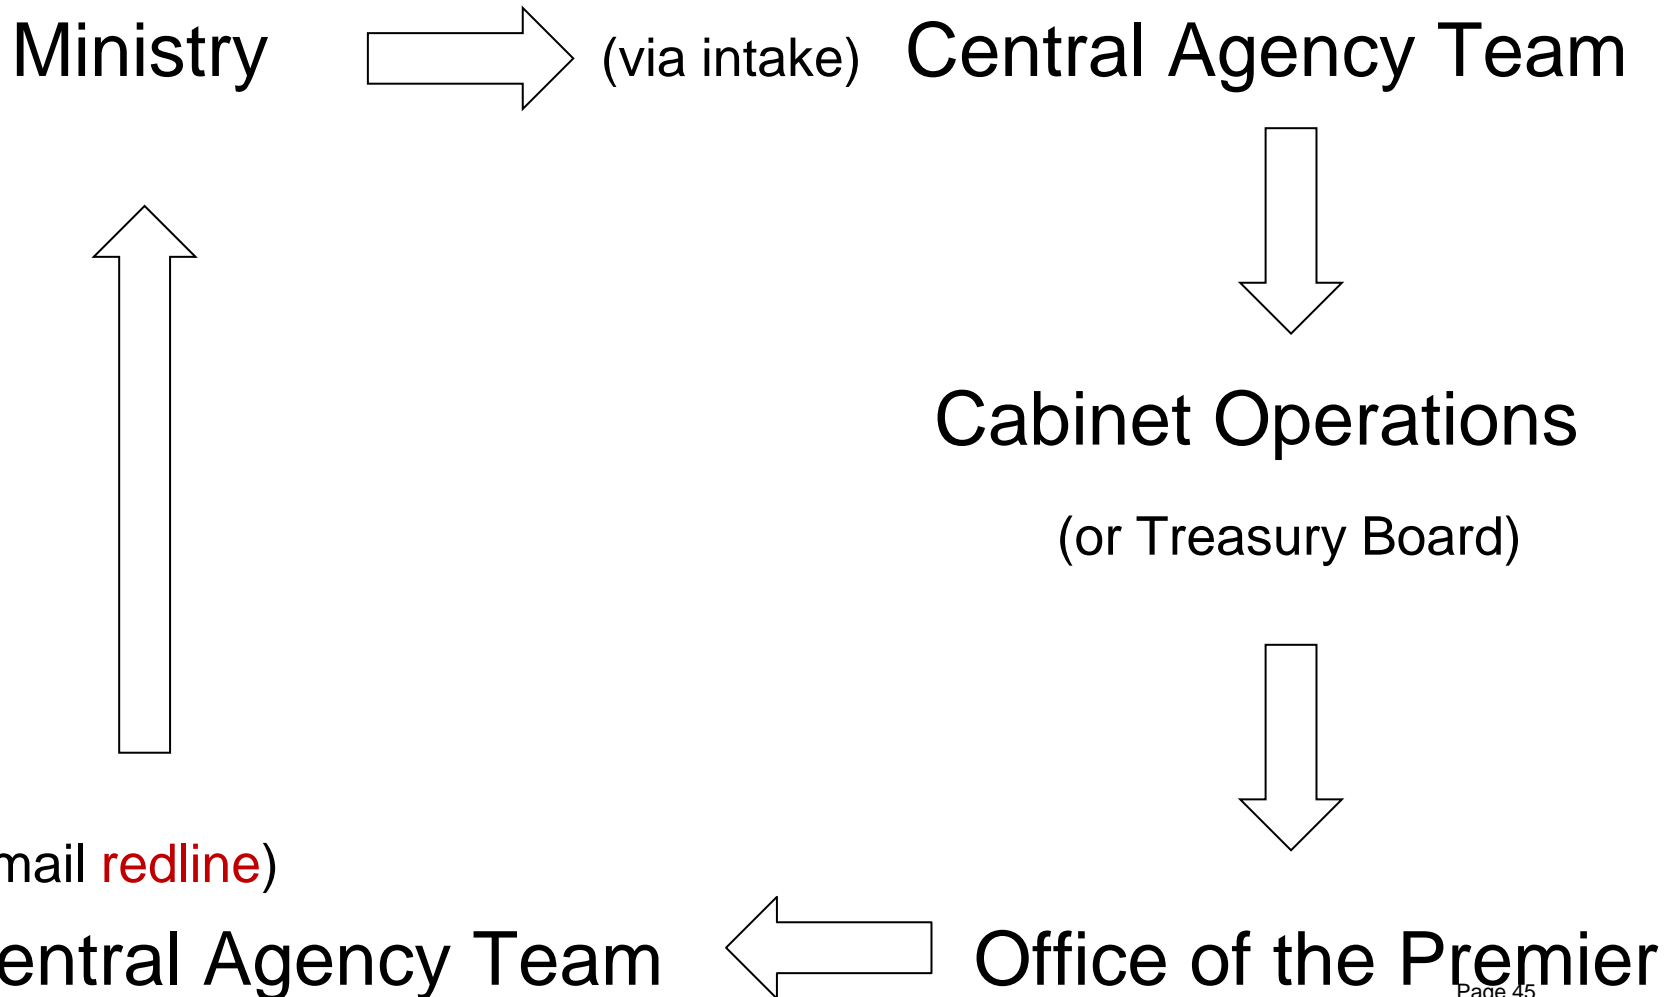 Ministry (via intake) Central Agency Team
Cabinet Operations
(or Treasury Board)
mail redline)
entral Agency Team Office of the Premier
Page 45